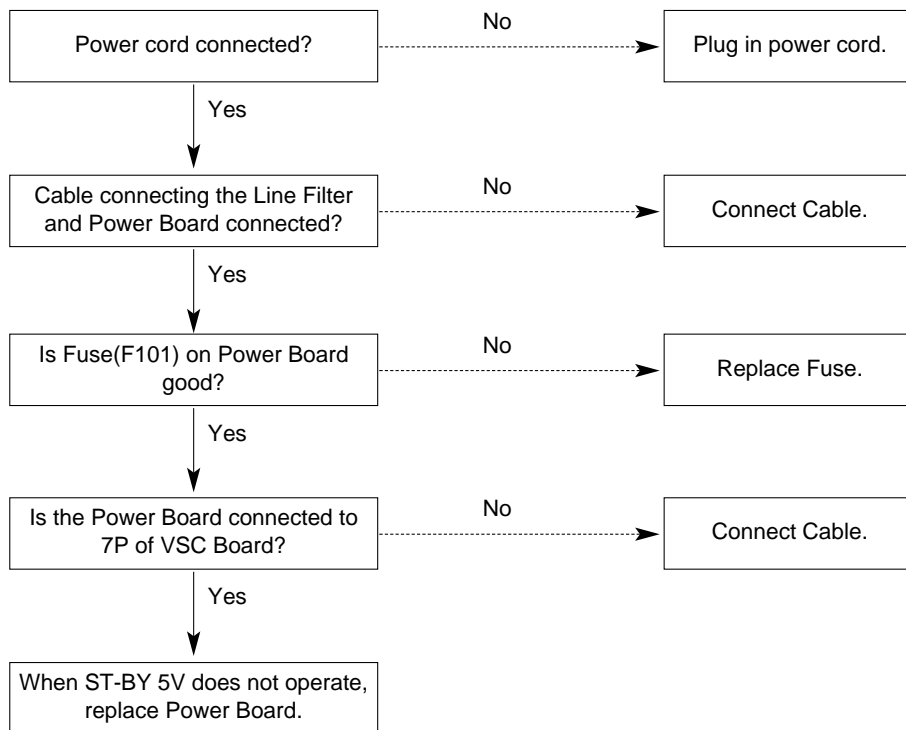 Power cord connected?
No
Plug in power cord.
Yes
Cable connecting the Line Filter
and Power Board connected?
No
Connect Cable.
Yes
Is Fuse(F101) on Power Board
good?
No
Replace Fuse.
Yes
Is the Power Board connected to
7P of VSC Board?
No
Connect Cable.
Yes
When ST-BY 5V does not operate,
replace Power Board.